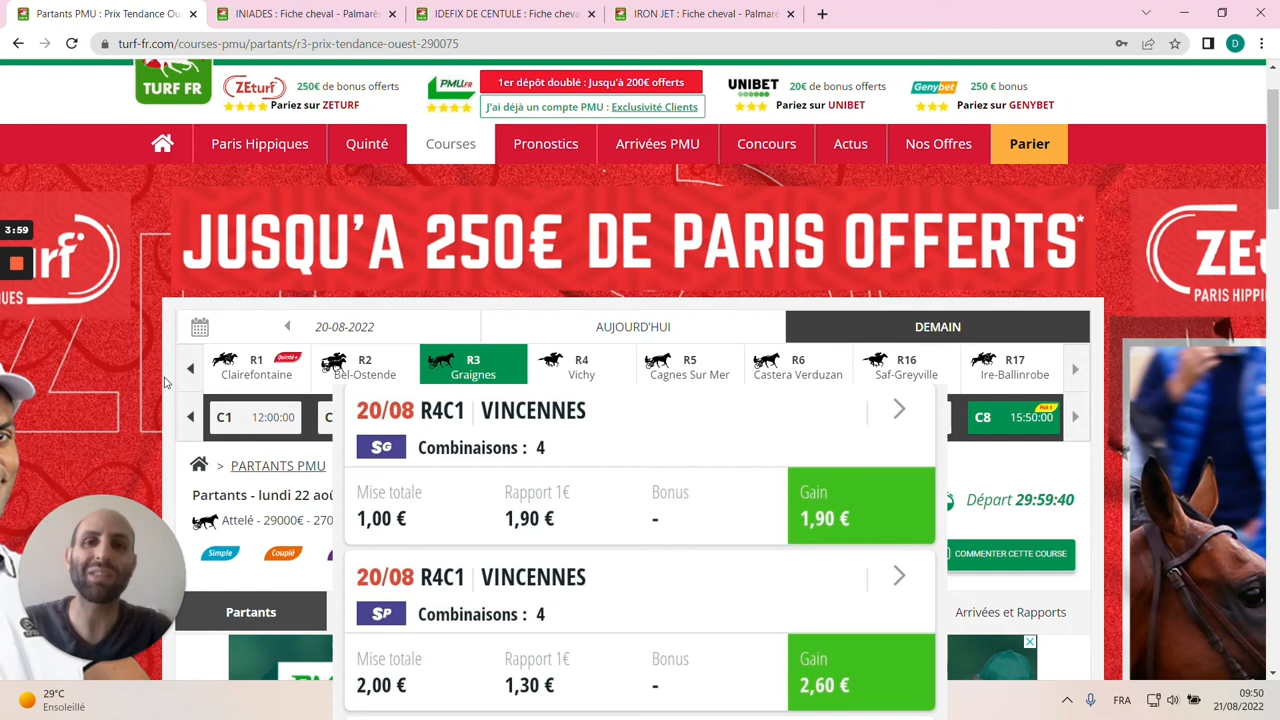 Partants PMU : Prix Tendance Ou
INIADES : Fiche cheval - Palmarè
IDEFIX DE CENTULE : Fiche cheva
IRON JET : Fiche cheval - Palmaré
turf-fr.com/courses-pmu/partants/r3-prix-tendance-ouest-290075
D
TURF FR
ZEturf
250€ de bonus offerts
Pariez sur ZETURF
PMU.FR
1er dépôt doublé : Jusqu'à 200€ offerts
J'ai déjà un compte PMU : Exclusivité Clients
UNIBET
20€ de bonus offerts
Pariez sur UNIBET
Genybet
250 € bonus
Pariez sur GENYBET
Paris Hippiques
Quinté
Courses
Pronostics
Arrivées PMU
Concours
Actus
Nos Offres
Parier
JUSQU'A 250€ DE PARIS OFFERTS*
3:59
PARIS HIPPI
20-08-2022
AUJOURD'HUI
DEMAIN
R1
Quinté+
Clairefontaine
R2
Bel-Ostende
R3
Graignes
R4
Vichy
R5
Cagnes Sur Mer
R6
Castera Verduzan
R16
Saf-Greyville
R17
Ire-Ballinrobe
C1 12:00:00
C
C8 15:50:00
> PARTANTS PMU
Partants - lundi 22 aoû
Attelé - 29000€ - 270
Simple
Couplé
Départ 29:59:40
COMMENTER CETTE COURSE
Partants
Arrivées et Rapports
20/08 R4C1 VINCENNES
SG Combinaisons : 4
Mise totale Rapport 1€ Bonus Gain
1,00 € 1,90 € - 1,90 €
20/08 R4C1 VINCENNES
SP Combinaisons : 4
Mise totale Rapport 1€ Bonus Gain
2,00 € 1,30 € - 2,60 €
29°C
Ensoleillé
FRA
09:50
21/08/2022